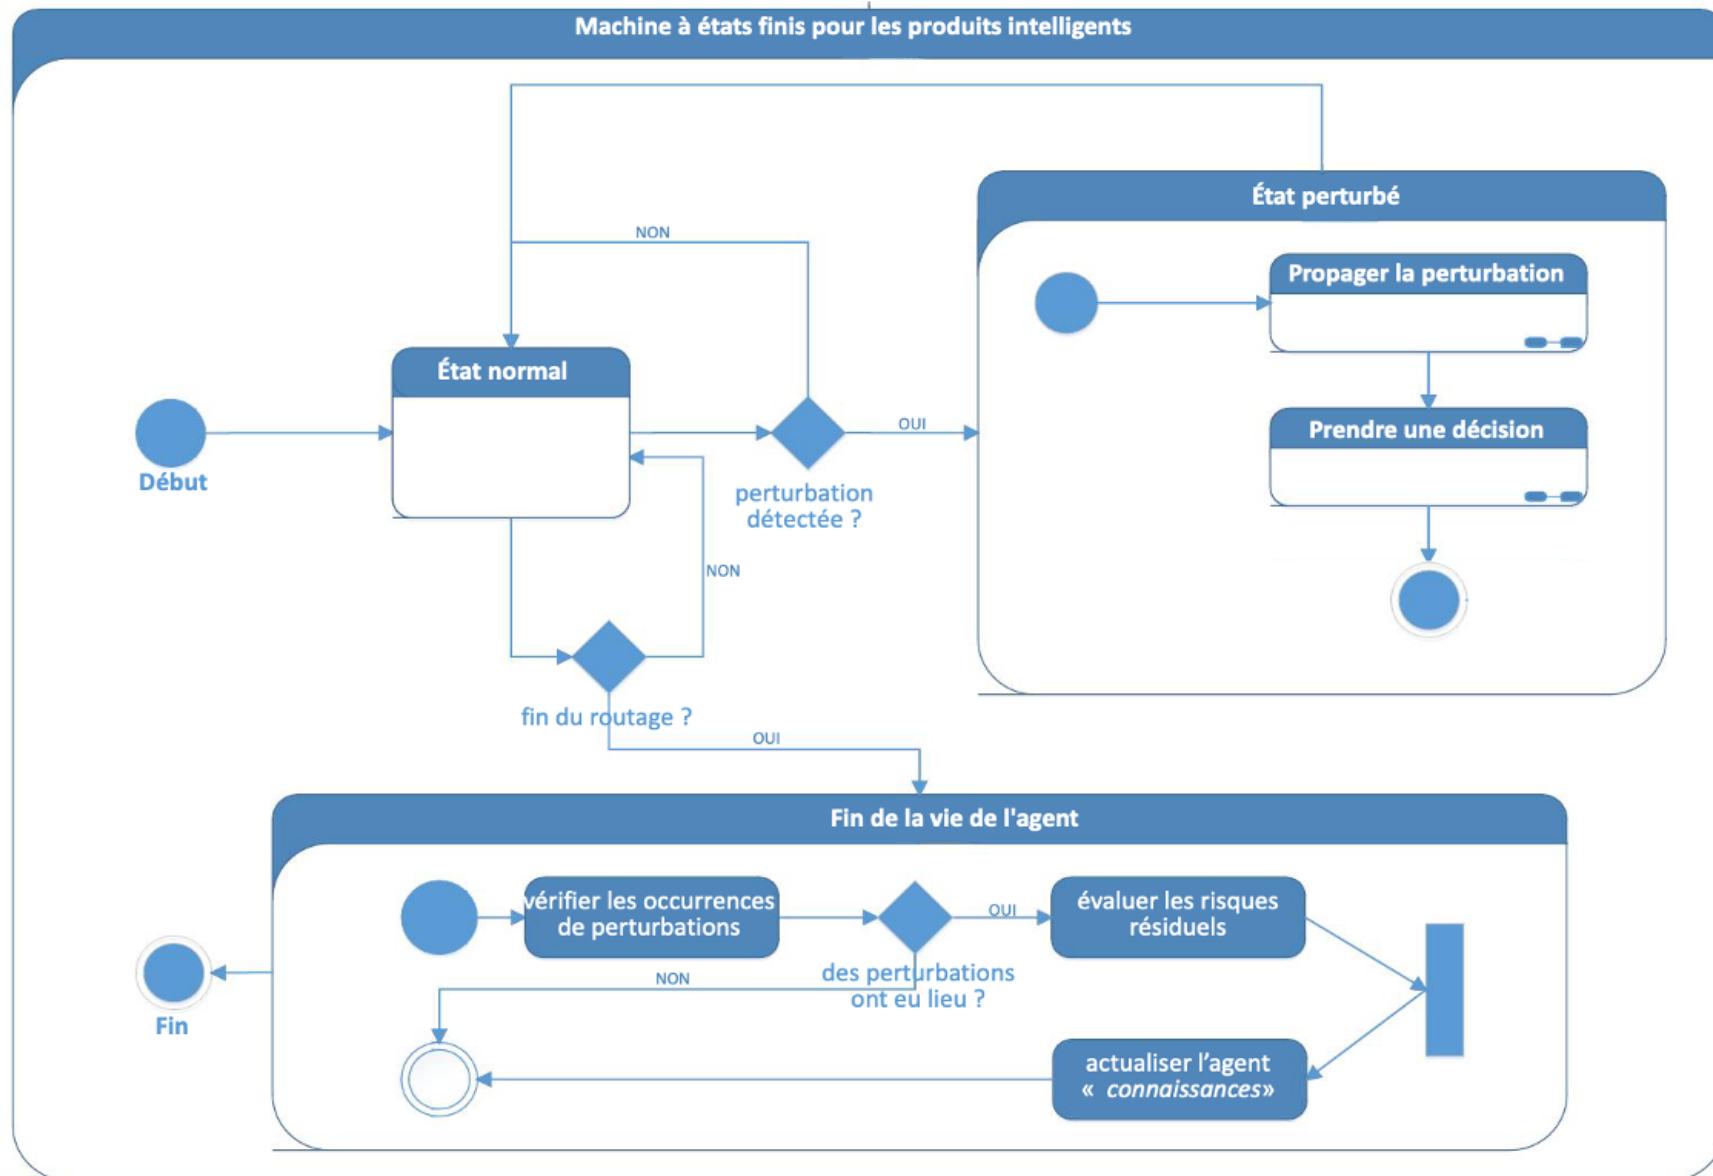 Machine à états finis pour les produits intelligents
État perturbé
NON
Propager la perturbation
État normal
OUI
Prendre une décision
Début
perturbation
détectée ?
NON
fin du routage ?
OUI
Fin de la vie de l'agent
vérifier les occurrences
de perturbations
OUI
évaluer les risques
résiduels
des perturbations
ont eu lieu ?
NON
Fin
actualiser l’agent
« connaissances»